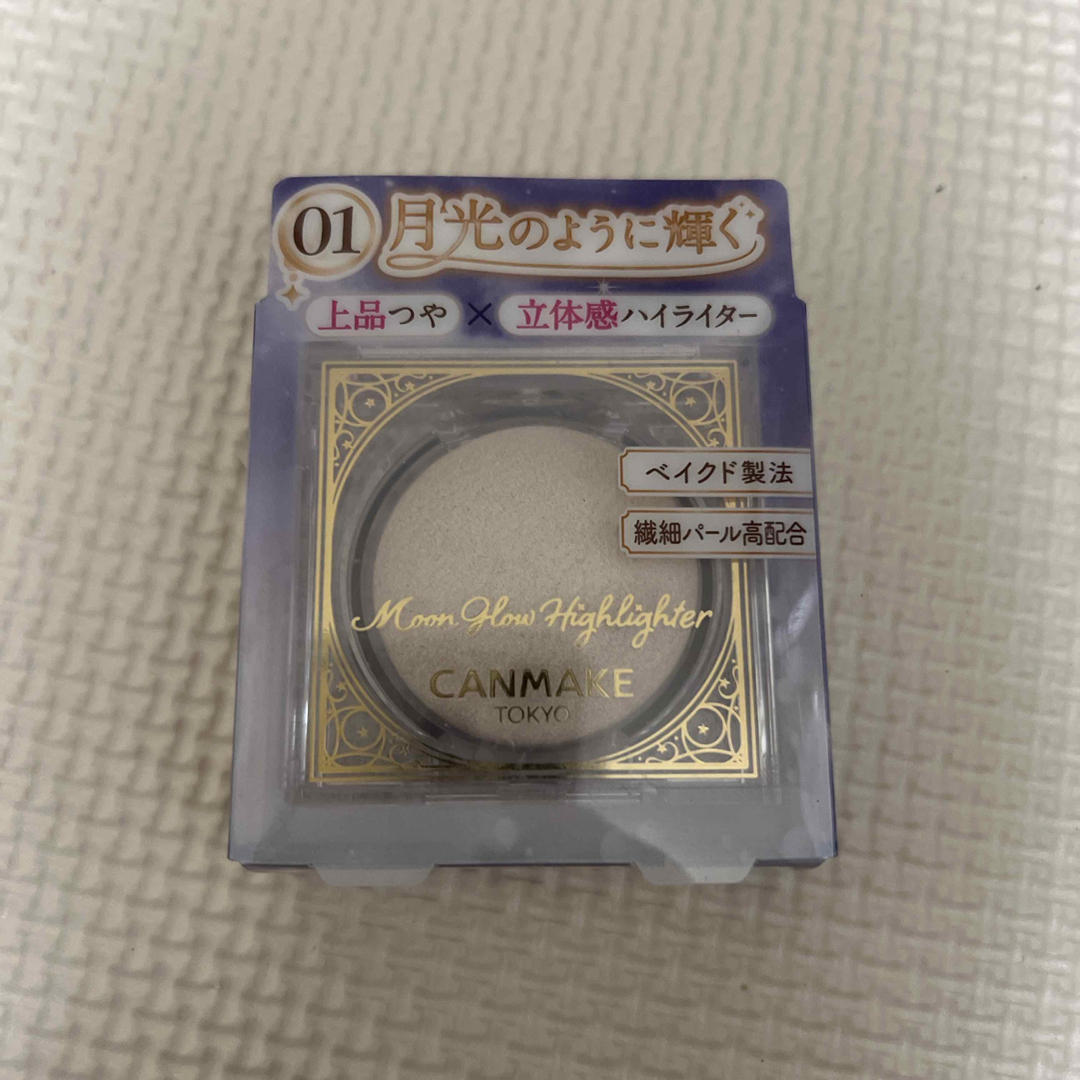 01 月光のように輝く
上品つや×立体感ハイライター
ベイクド製法
繊細パール高配合
Moon Glow Highlighter
CANMAKE
TOKYO